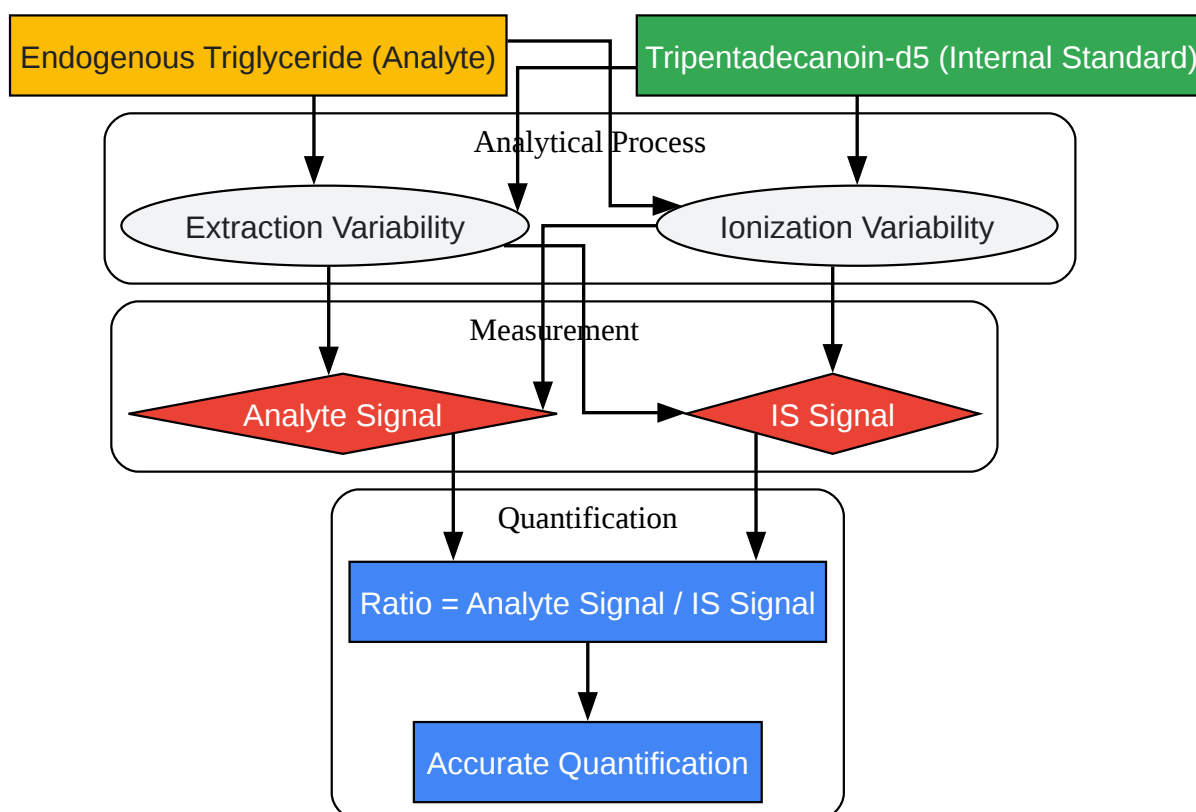 Endogenous Triglyceride (Analyte)
Tripentadecanoin-d5 (Internal Standard)
Analytical Process
Extraction Variability
Ionization Variability
Measurement
Analyte Signal
IS Signal
Quantification
Ratio = Analyte Signal / IS Signal
Accurate Quantification